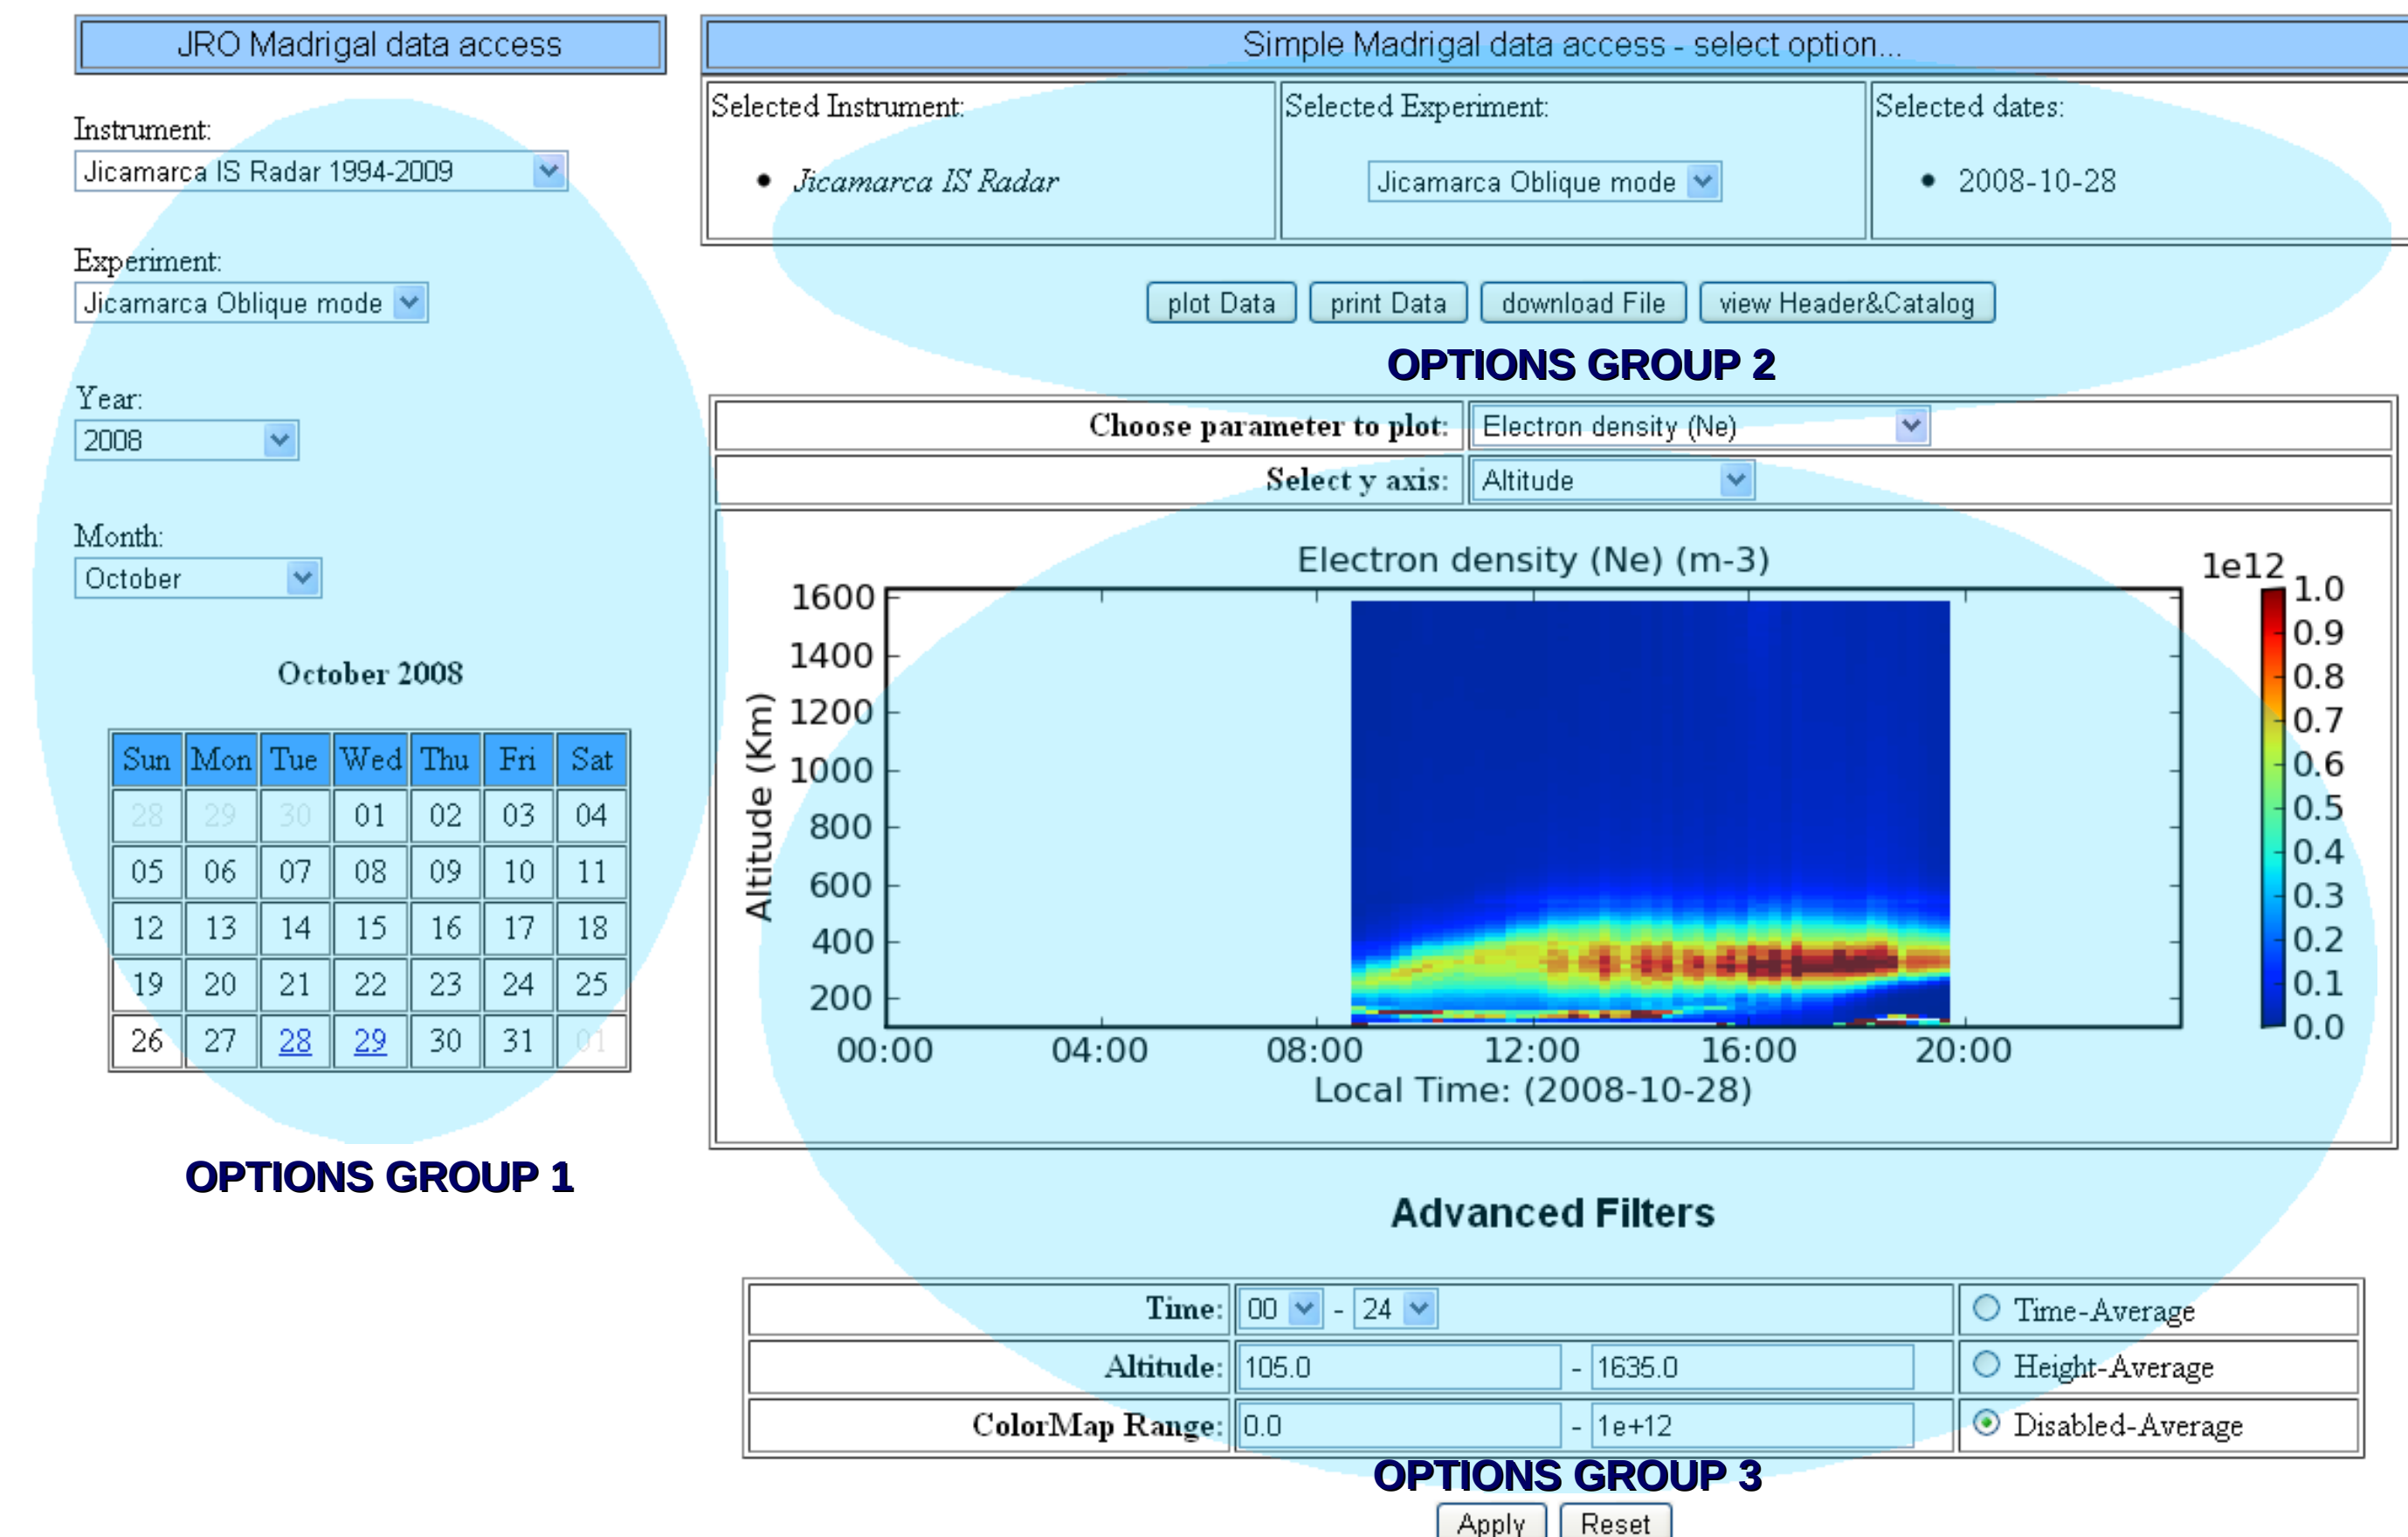 JRO Madrigal data access
Instrument:
Jicamarca IS Radar 1994-2009
Experiment:
Jicamarca Oblique mode
Year:
2008
Month:
October
October 2008
Sun Mon Tue Wed Thu Fri Sat
28 29 30 01 02 03 04
05 06 07 08 09 10 11
12 13 14 15 16 17 18
19 20 21 22 23 24 25
26 27 28 29 30 31 01
OPTIONS GROUP 1
Simple Madrigal data access - select option...
Selected Instrument: Selected Experiment: Selected dates:
• Jicamarca IS Radar Jicamarca Oblique mode • 2008-10-28
plot Data print Data download File view Header&Catalog
OPTIONS GROUP 2
Choose parameter to plot: Electron density (Ne)
Select y axis: Altitude
Electron density (Ne) (m-3)
Altitude (Km)
1600
1400
1200
1000
800
600
400
200
00:00 04:00 08:00 12:00 16:00 20:00
Local Time: (2008-10-28)
1e12
1.0
0.9
0.8
0.7
0.6
0.5
0.4
0.3
0.2
0.1
0.0
Advanced Filters
Time: 00 - 24 Time-Average
Altitude: 105.0 - 1635.0 Height-Average
ColorMap Range: 0.0 - 1e+12 Disabled-Average
OPTIONS GROUP 3
Apply Reset